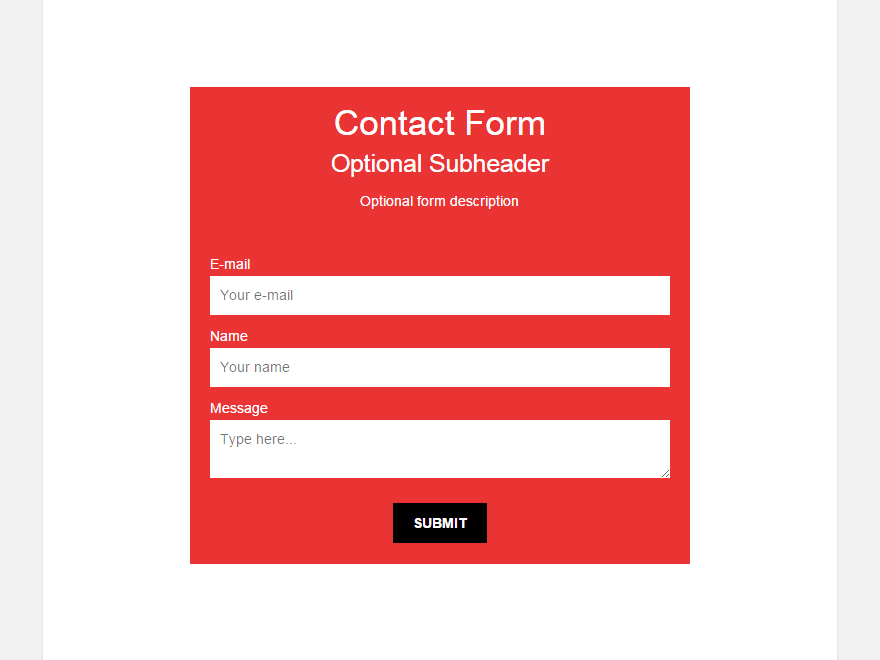 Contact Form
Optional Subheader
Optional form description
E-mail
Your e-mail
Name
Your name
Message
Type here...
SUBMIT